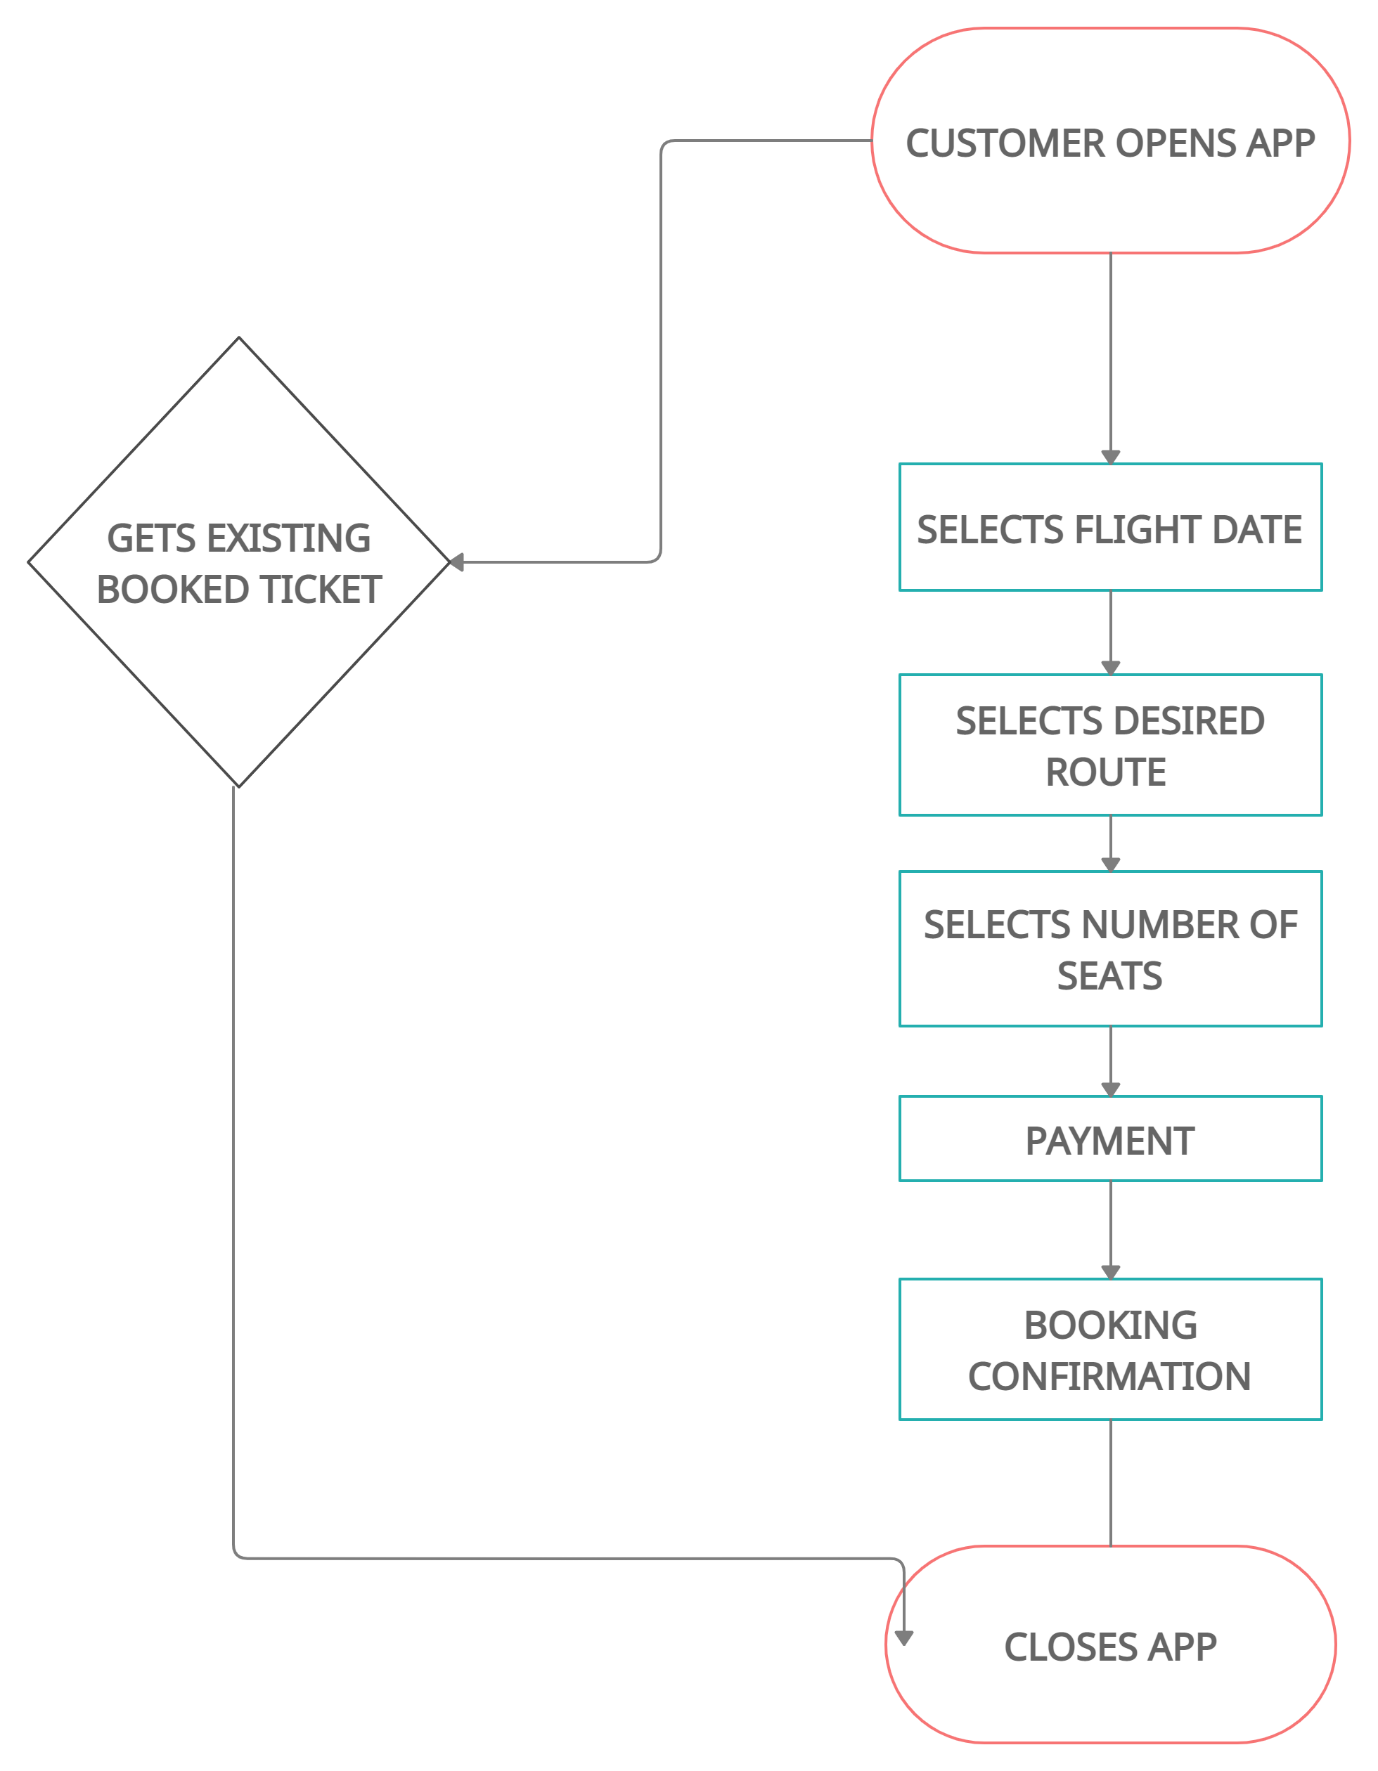 CUSTOMER OPENS APP
GETS EXISTING
BOOKED TICKET
SELECTS FLIGHT DATE
SELECTS DESIRED
ROUTE
SELECTS NUMBER OF
SEATS
PAYMENT
BOOKING
CONFIRMATION
CLOSES APP